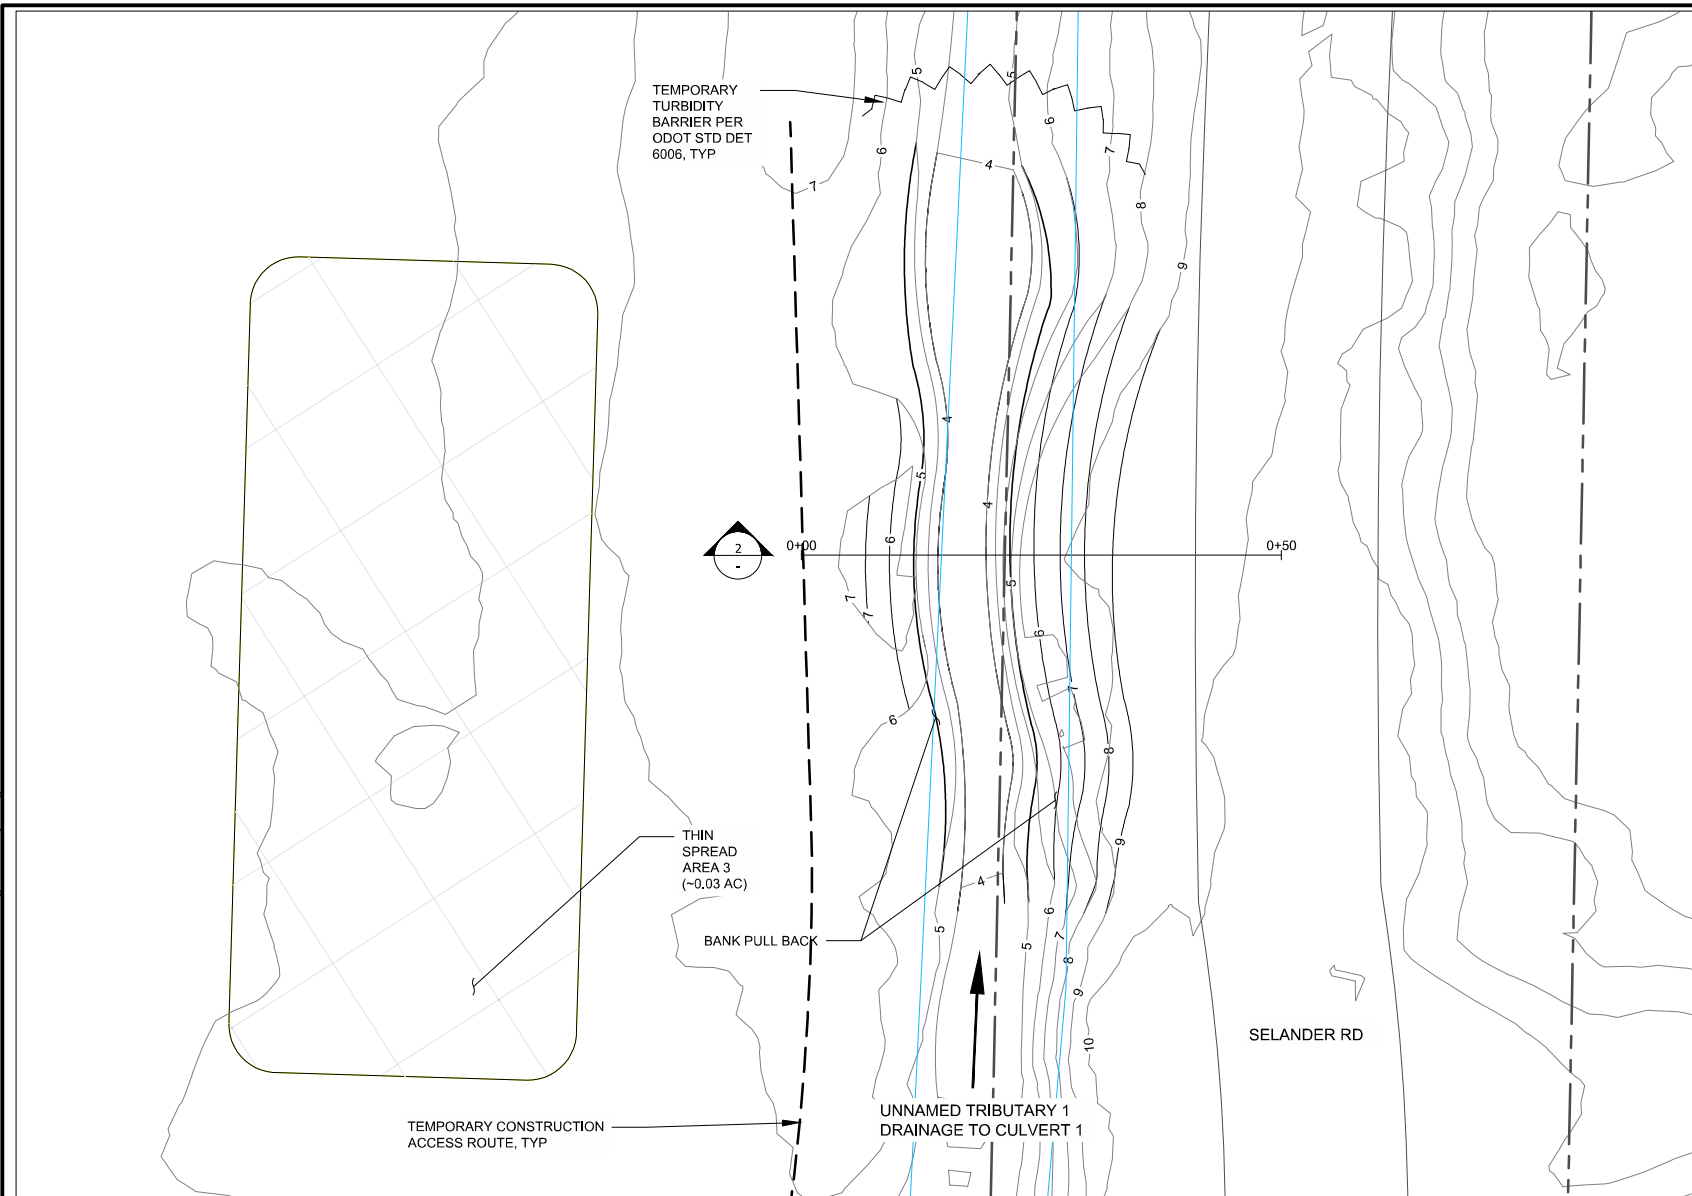 TEMPORARY
TURBIDITY
BARRIER PER
ODOT STD DET
6006, TYP
5
5
6
6
7
7
4
8
9
4
5
4
2
-
0+00
0+50
6
5
7
7
6
7
6
8
9
4
THIN
SPREAD
AREA 3
(~0.03 AC)
BANK PULL BACK
5
5
6
7
8
9
10
SELANDER RD
UNNAMED TRIBUTARY 1
DRAINAGE TO CULVERT 1
TEMPORARY CONSTRUCTION
ACCESS ROUTE, TYP